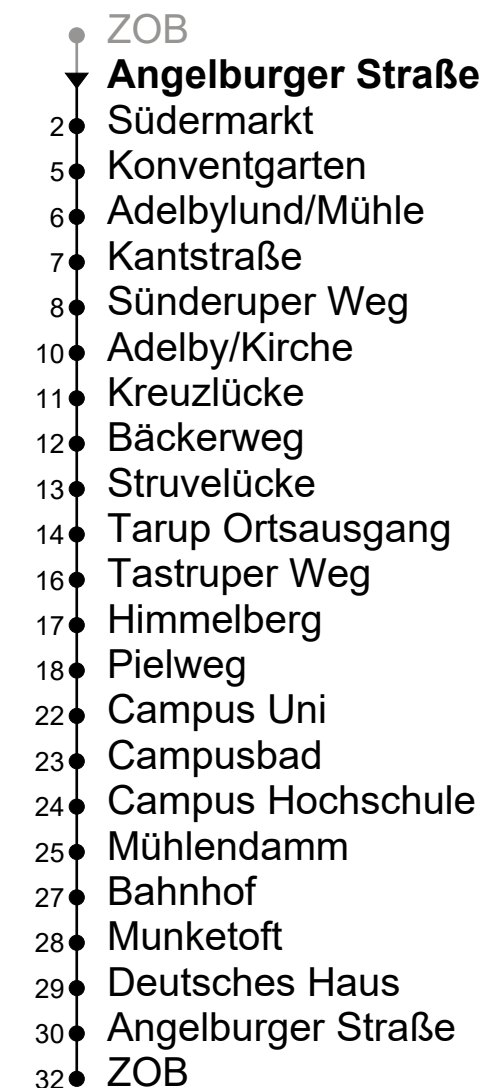 ZOB
Angelburger Straße
2 Südermarkt
5 Konventgarten
6 Adelbylund/Mühle
7 Kantstraße
8 Sünderuper Weg
10 Adelby/Kirche
11 Kreuzlücke
12 Bäckerweg
13 Struvelücke
14 Tarup Ortsausgang
16 Tastruper Weg
17 Himmelberg
18 Pielweg
22 Campus Uni
23 Campusbad
24 Campus Hochschule
25 Mühlendamm
27 Bahnhof
28 Munketoft
29 Deutsches Haus
30 Angelburger Straße
32 ZOB